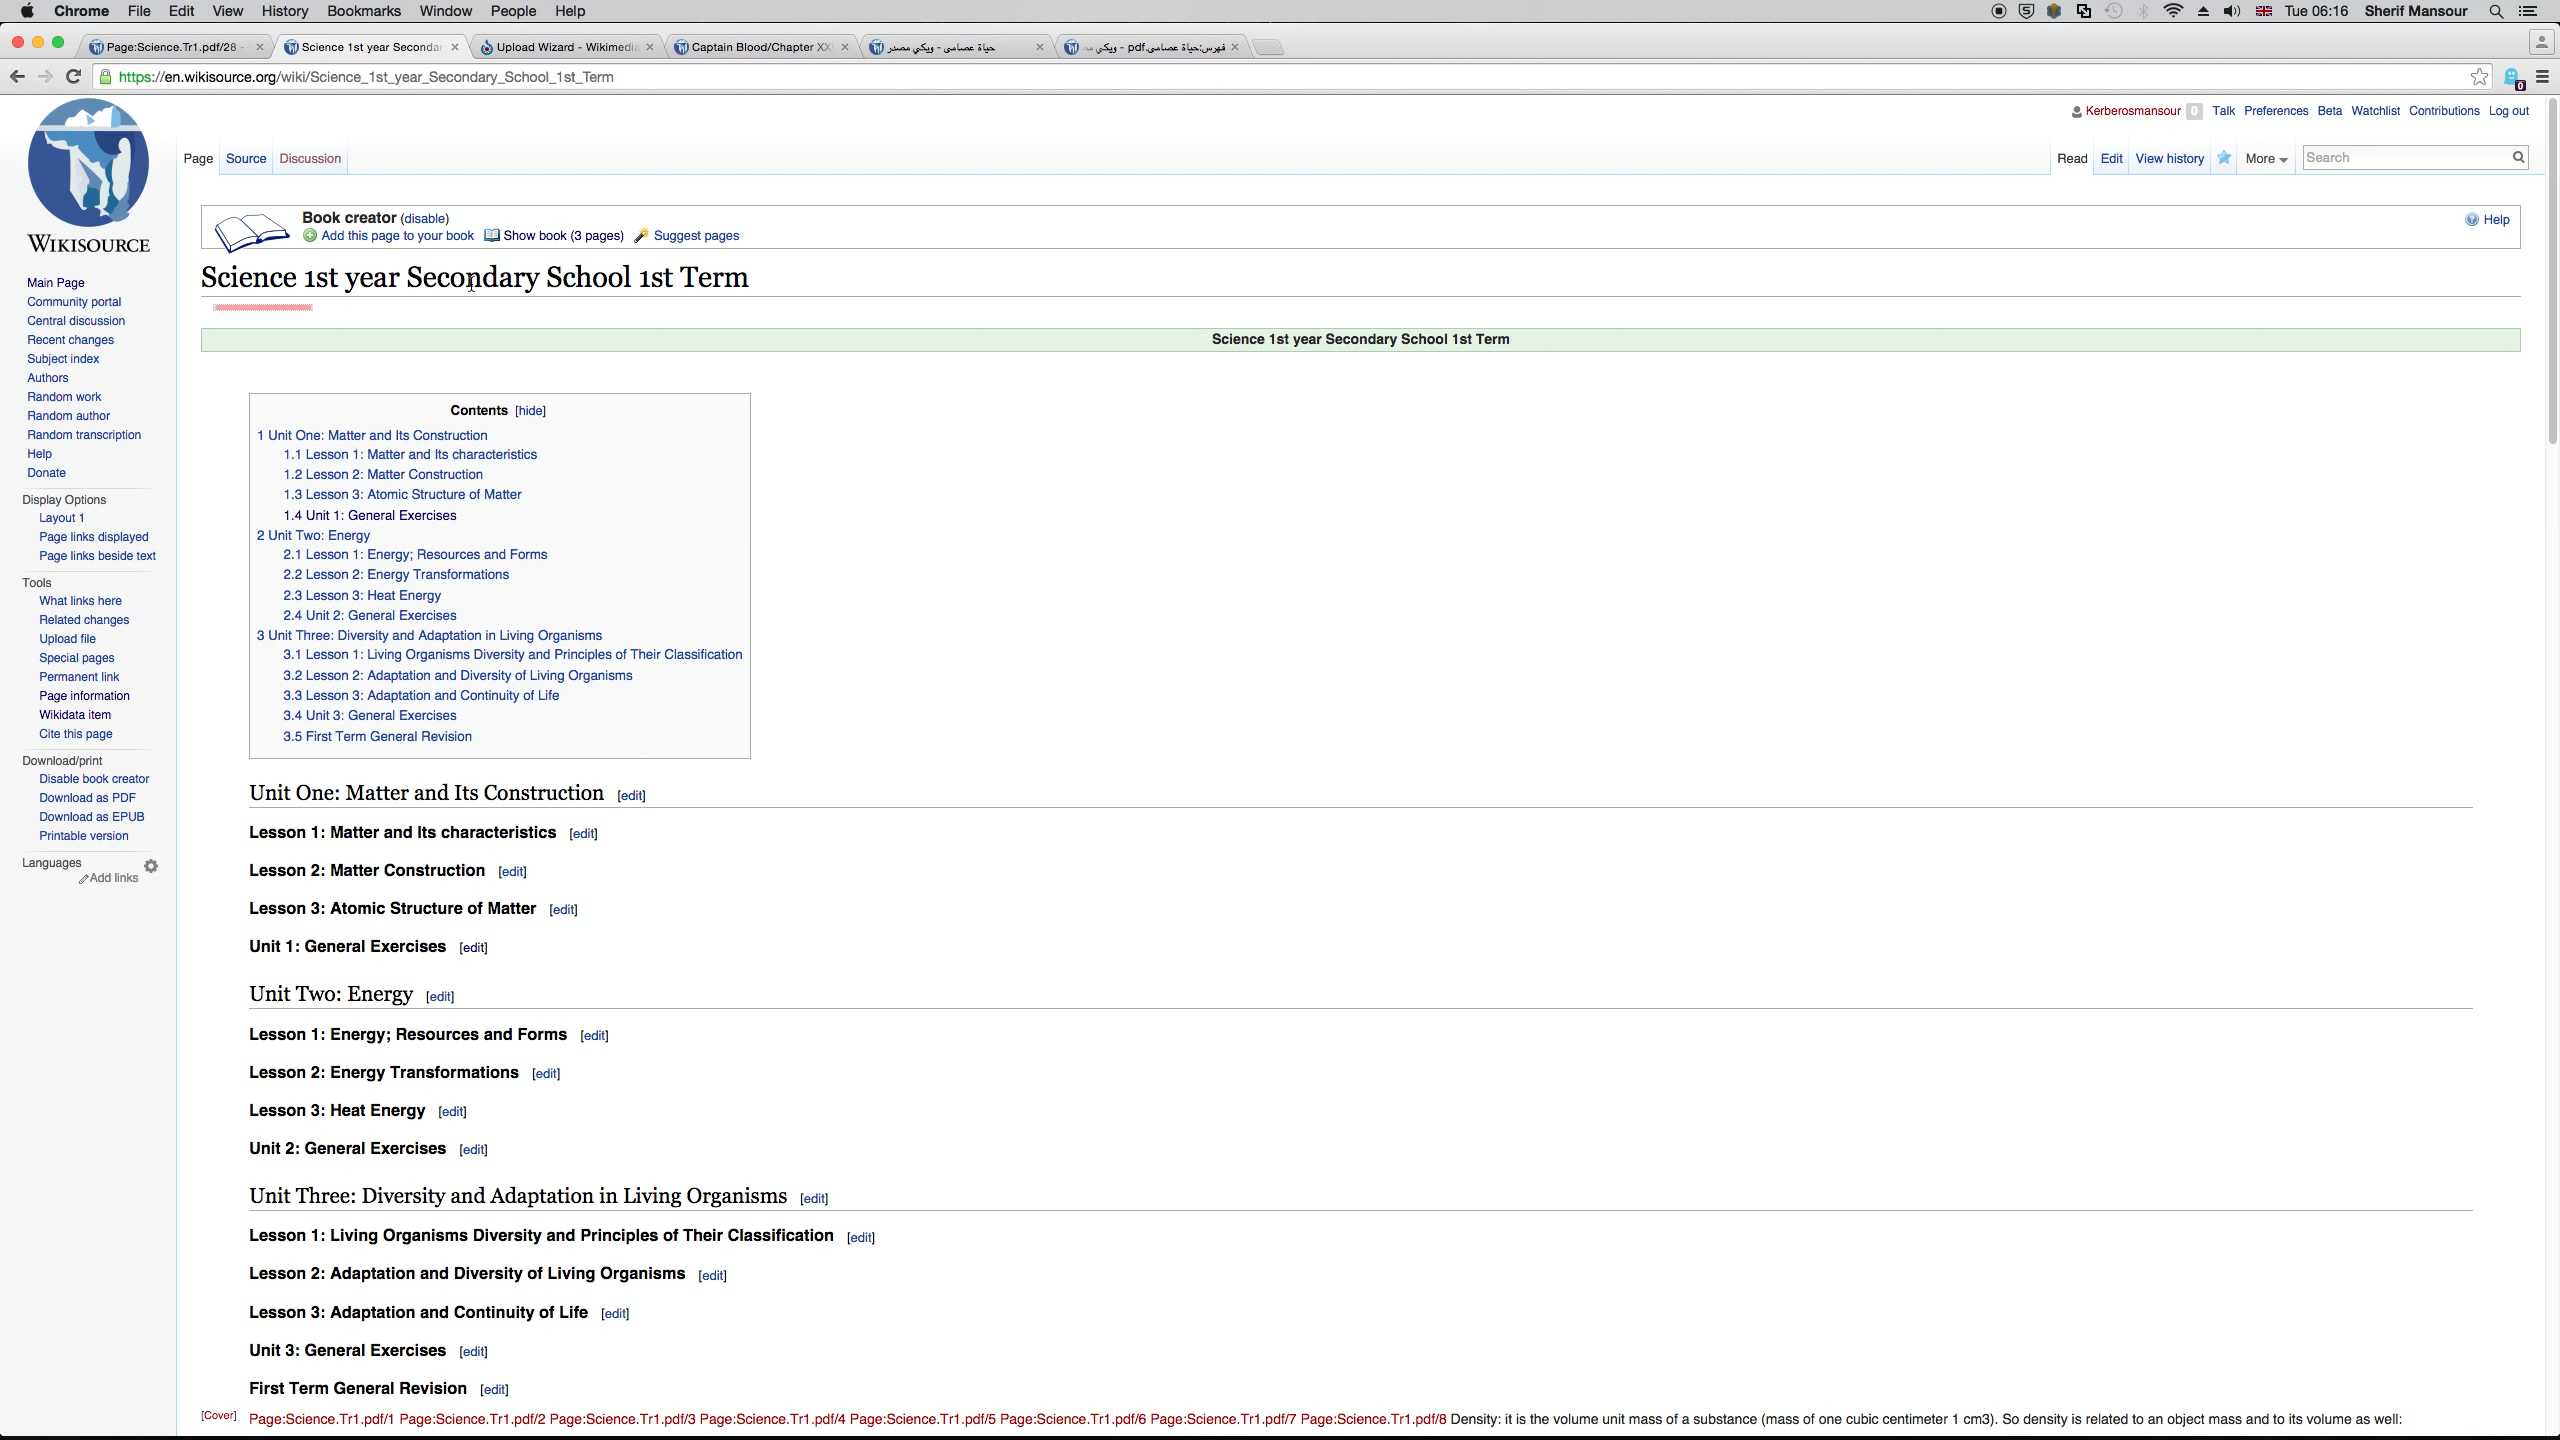 Chrome File Edit View History Bookmarks Window People Help
Tue 06:16 Sherif Mansour
Page:Science.Tr1.pdf/28 -
Science 1st year Secondar
Upload Wizard - Wikimedia
Captain Blood/Chapter XX
حياة عصامى - ويكي مصدر
فهرس:حياة عصامى.pdf - ويكي مص
https://en.wikisource.org/wiki/Science_1st_year_Secondary_School_1st_Term
0
Kerberosmansour 0 Talk Preferences Beta Watchlist Contributions Log out
Page Source Discussion
Read Edit View history More Search
WIKISOURCE
Main Page
Community portal
Central discussion
Recent changes
Subject index
Authors
Random work
Random author
Random transcription
Help
Donate
Display Options
Layout 1
Page links displayed
Page links beside text
Tools
What links here
Related changes
Upload file
Special pages
Permanent link
Page information
Wikidata item
Cite this page
Download/print
Disable book creator
Download as PDF
Download as EPUB
Printable version
Languages
Add links
Book creator (disable)
Add this page to your book Show book (3 pages) Suggest pages
Help
Science 1st year Secondary School 1st Term
Science 1st year Secondary School 1st Term
Contents [hide]
1 Unit One: Matter and Its Construction
1.1 Lesson 1: Matter and Its characteristics
1.2 Lesson 2: Matter Construction
1.3 Lesson 3: Atomic Structure of Matter
1.4 Unit 1: General Exercises
2 Unit Two: Energy
2.1 Lesson 1: Energy; Resources and Forms
2.2 Lesson 2: Energy Transformations
2.3 Lesson 3: Heat Energy
2.4 Unit 2: General Exercises
3 Unit Three: Diversity and Adaptation in Living Organisms
3.1 Lesson 1: Living Organisms Diversity and Principles of Their Classification
3.2 Lesson 2: Adaptation and Diversity of Living Organisms
3.3 Lesson 3: Adaptation and Continuity of Life
3.4 Unit 3: General Exercises
3.5 First Term General Revision
Unit One: Matter and Its Construction [edit]
Lesson 1: Matter and Its characteristics [edit]
Lesson 2: Matter Construction [edit]
Lesson 3: Atomic Structure of Matter [edit]
Unit 1: General Exercises [edit]
Unit Two: Energy [edit]
Lesson 1: Energy; Resources and Forms [edit]
Lesson 2: Energy Transformations [edit]
Lesson 3: Heat Energy [edit]
Unit 2: General Exercises [edit]
Unit Three: Diversity and Adaptation in Living Organisms [edit]
Lesson 1: Living Organisms Diversity and Principles of Their Classification [edit]
Lesson 2: Adaptation and Diversity of Living Organisms [edit]
Lesson 3: Adaptation and Continuity of Life [edit]
Unit 3: General Exercises [edit]
First Term General Revision [edit]
[Cover] Page:Science.Tr1.pdf/1 Page:Science.Tr1.pdf/2 Page:Science.Tr1.pdf/3 Page:Science.Tr1.pdf/4 Page:Science.Tr1.pdf/5 Page:Science.Tr1.pdf/6 Page:Science.Tr1.pdf/7 Page:Science.Tr1.pdf/8 Density: it is the volume unit mass of a substance (mass of one cubic centimeter 1 cm3). So density is related to an object mass and to its volume as well: